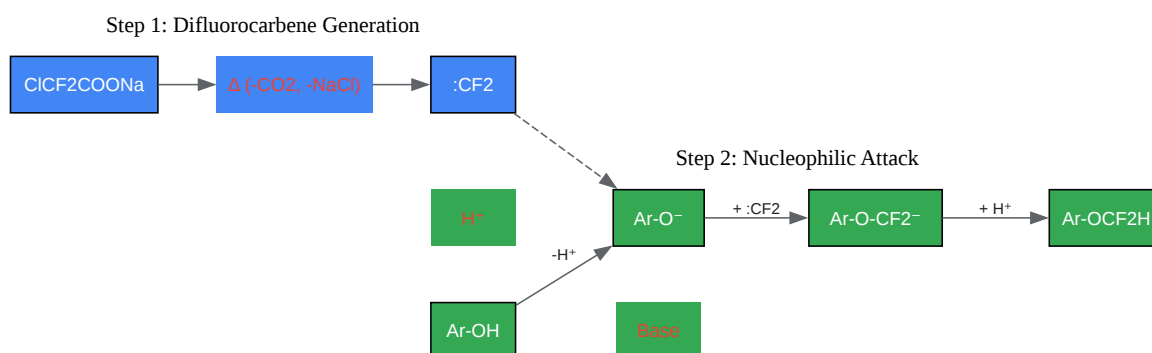 Step 1: Difluorocarbene Generation
ClCF2COONa
Δ (-CO2, -NaCl)
:CF2
Step 2: Nucleophilic Attack
H⁺
Ar-O⁻
+ :CF2
Ar-O-CF2⁻
+ H⁺
Ar-OCF2H
-H⁺
Ar-OH
Base